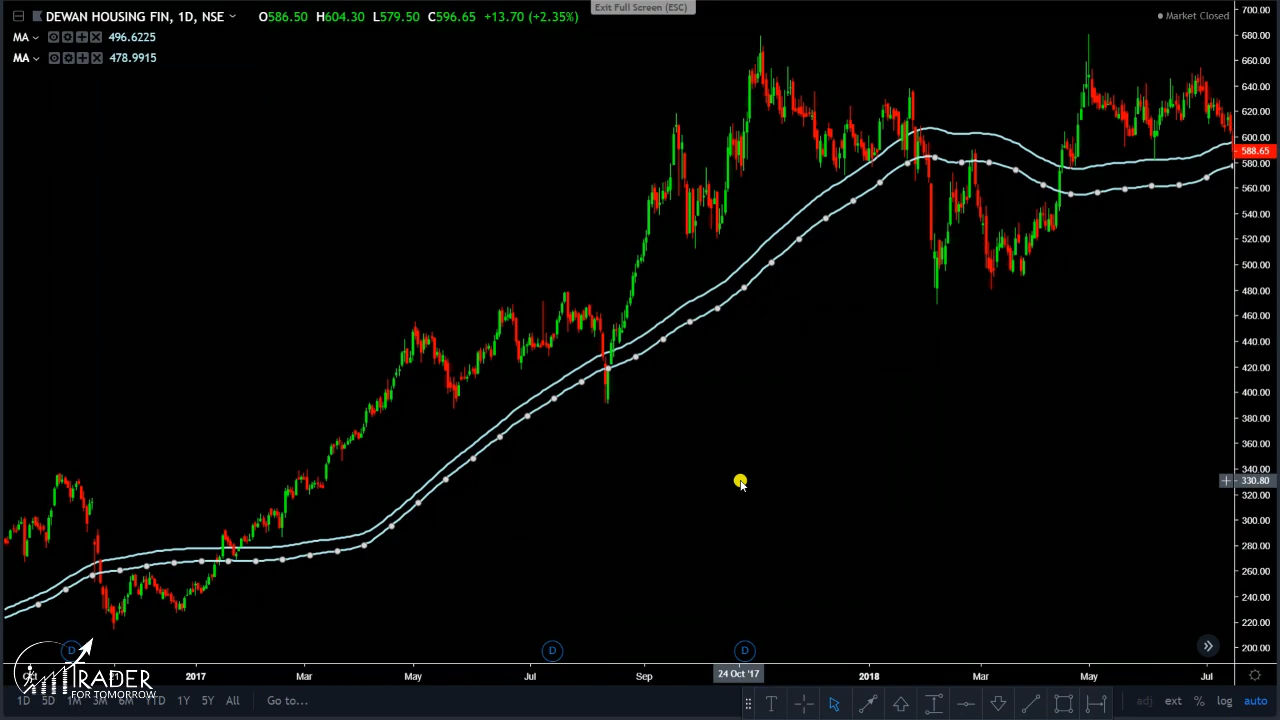 DEWAN HOUSING FIN, 1D, NSE O586.50 H604.30 L579.50 C596.65 +13.70 (+2.35%)
Exit Full Screen (ESC)
Market Closed
MA 496.6225
MA 478.9915
700.00
680.00
660.00
640.00
620.00
600.00
588.65
580.00
560.00
540.00
520.00
500.00
480.00
460.00
440.00
420.00
400.00
380.00
360.00
340.00
330.80
320.00
300.00
280.00
260.00
240.00
220.00
200.00
D D D
2017 Mar May Jul Sep 24 Oct '17 2018 Mar May Jul
TRADER
FOR TOMORROW
1D 5D 1M 3M 6M YTD 1Y 5Y All Go to... T adj ext % log auto